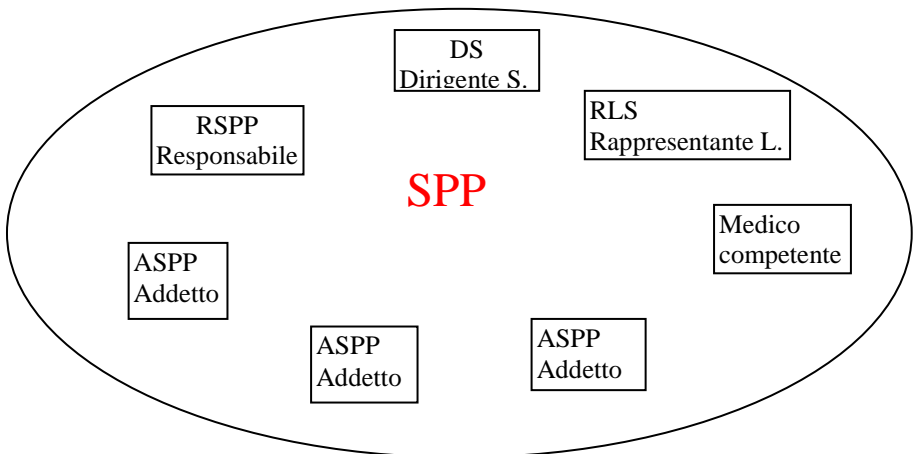 DS
Dirigente S.
RSPP
Responsabile
RLS
Rappresentante L.
SPP
Medico
competente
ASPP
Addetto
ASPP
Addetto
ASPP
Addetto